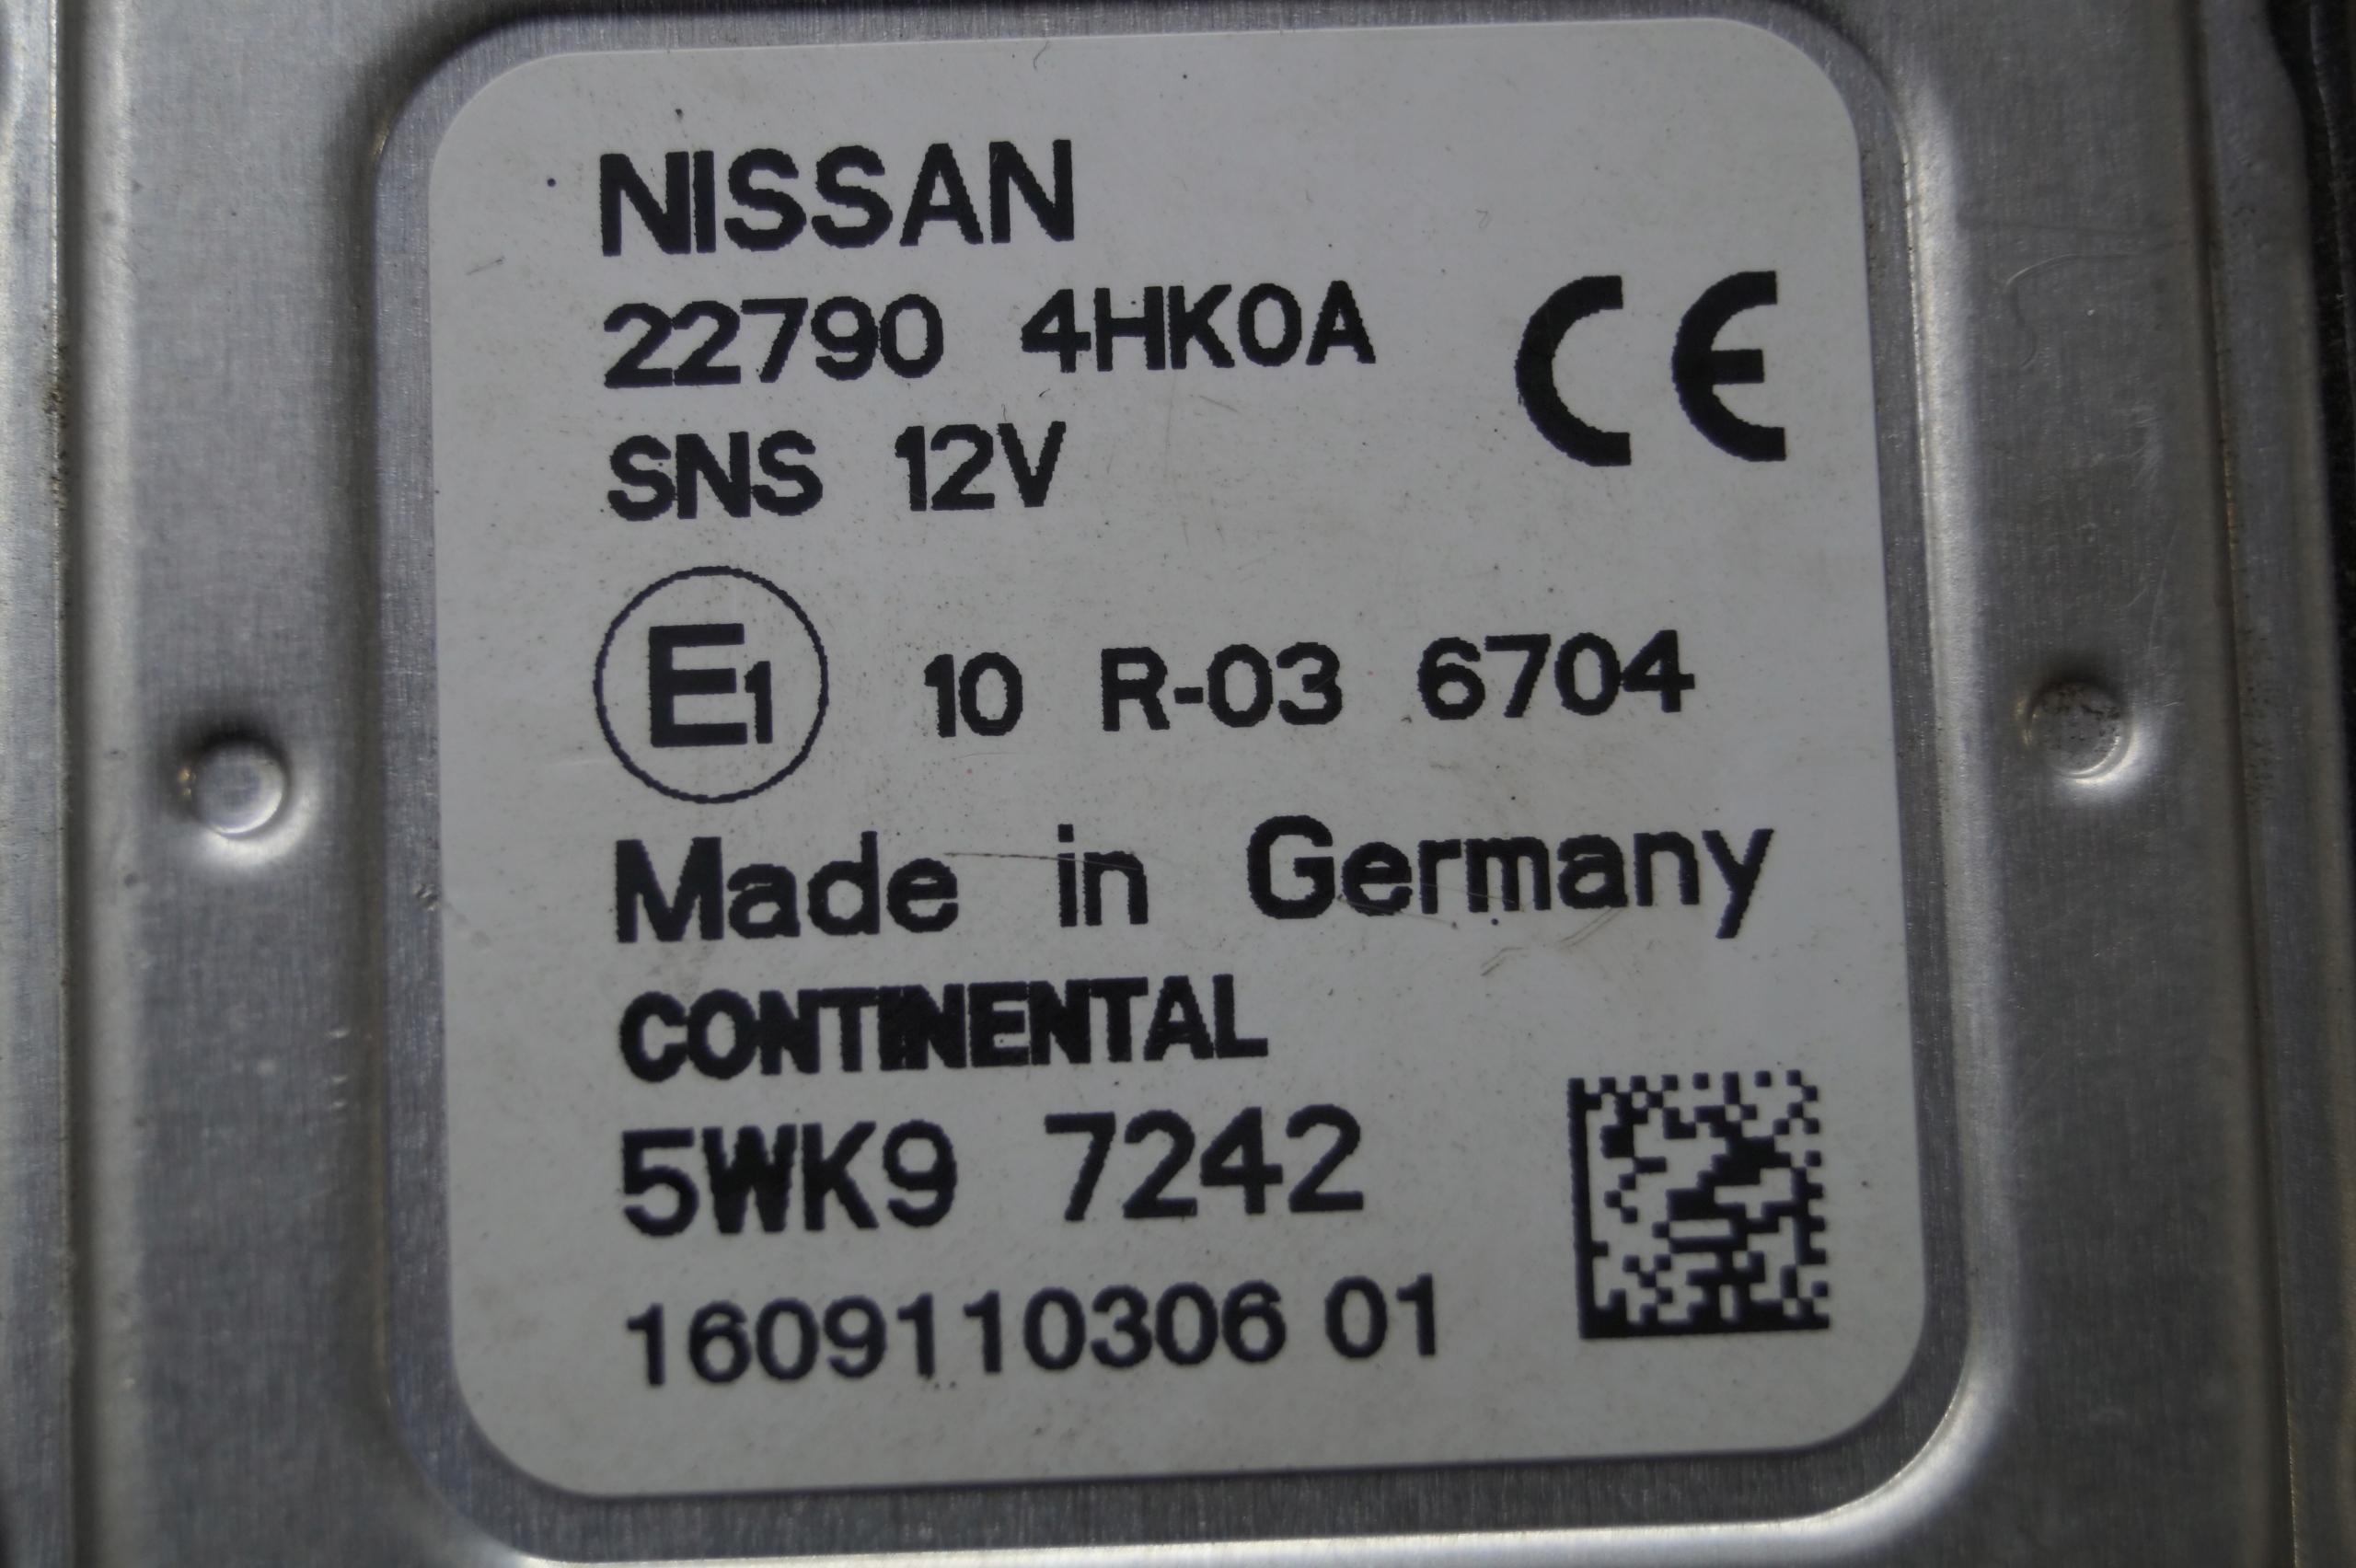 NISSAN
22790 4HK0A
CE
SNS 12V
E1 10 R-03 6704
Made in Germany
CONTINENTAL
5WK9 7242
1609110306 01